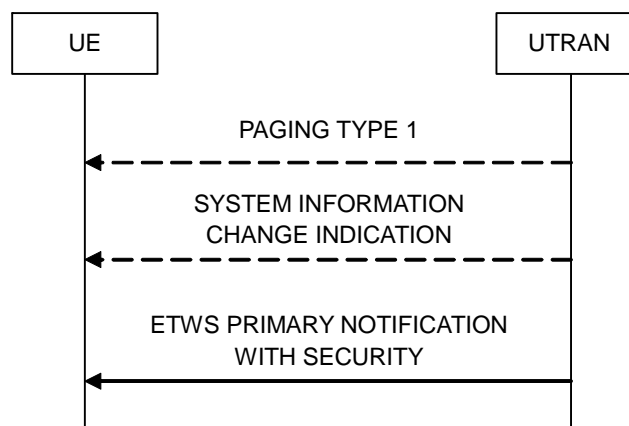 UE
UTRAN
PAGING TYPE 1
SYSTEM INFORMATION
CHANGE INDICATION
ETWS PRIMARY NOTIFICATION
WITH SECURITY